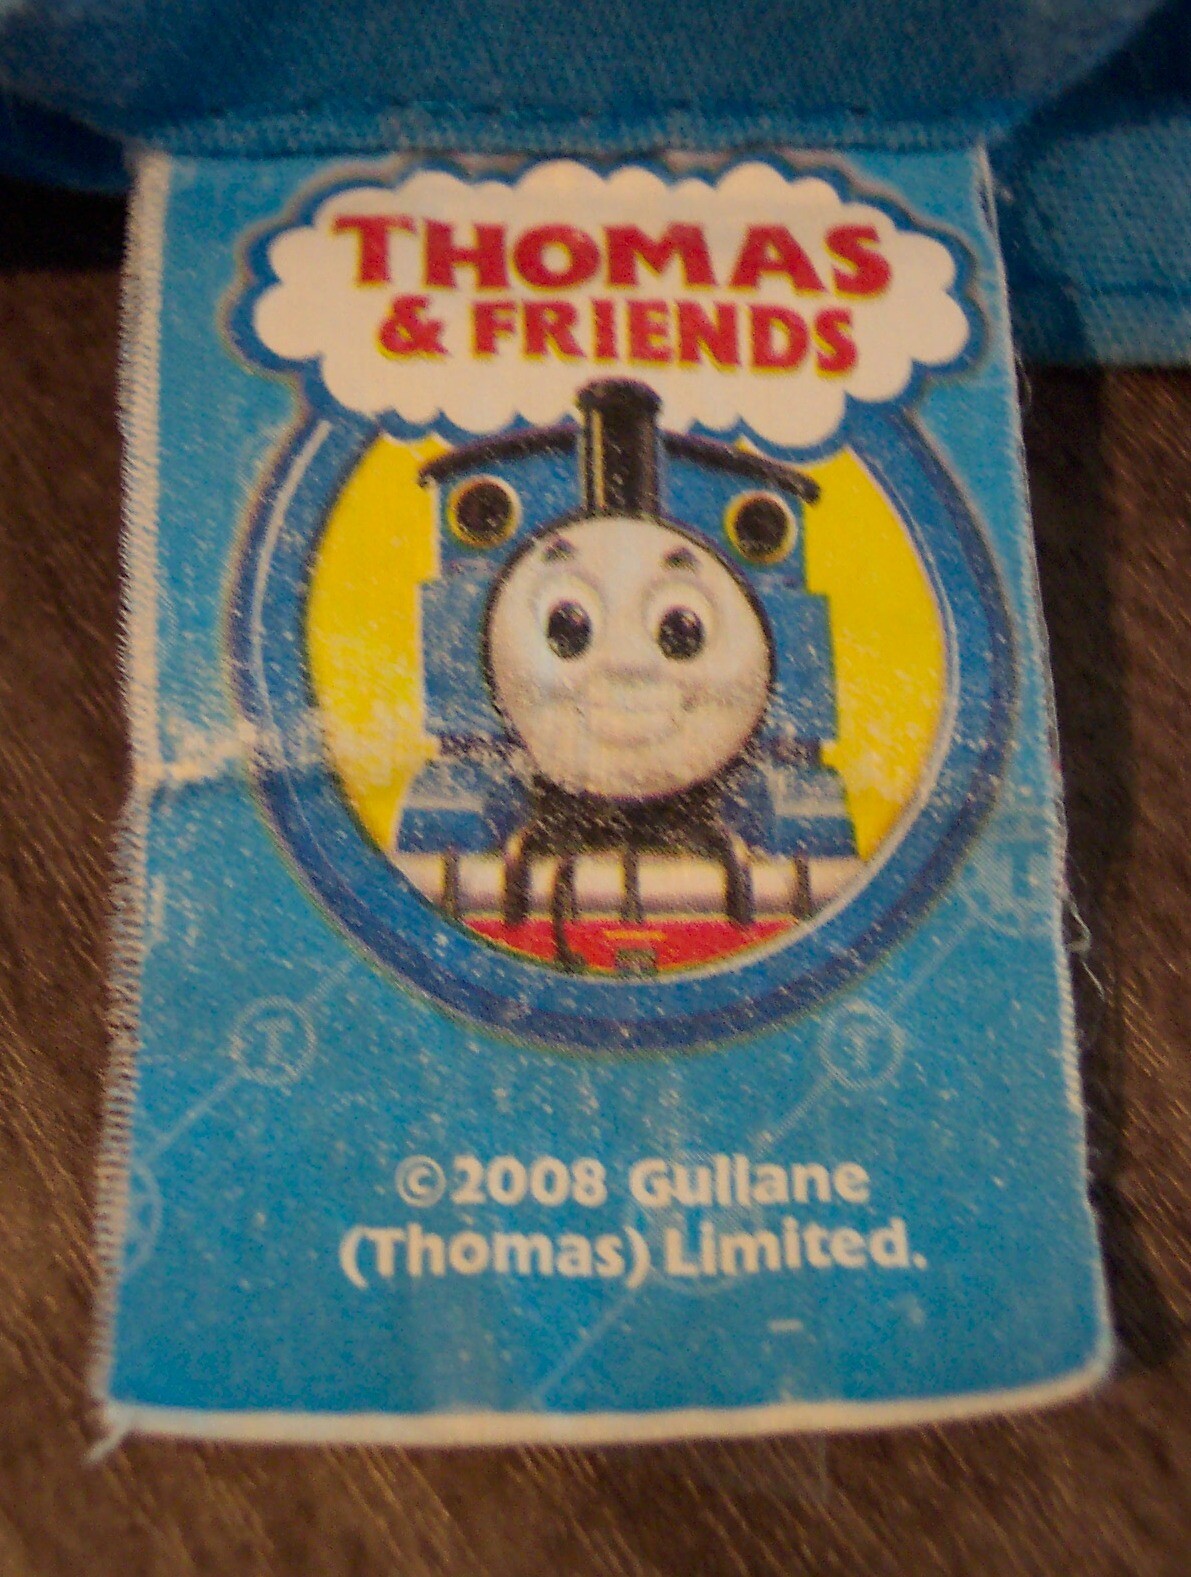 THOMAS
& FRIENDS
T T
©2008 Gullane
(Thomas) Limited.